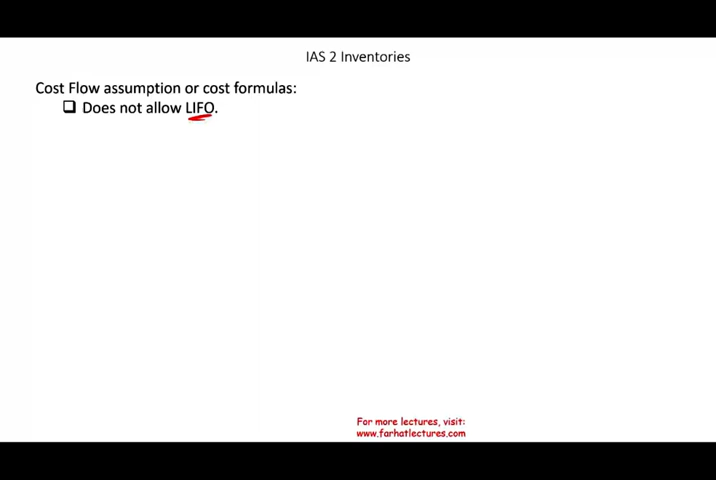 IAS 2 Inventories
Cost Flow assumption or cost formulas:
Does not allow LIFO.
For more lectures, visit:
www.farhatlectures.com